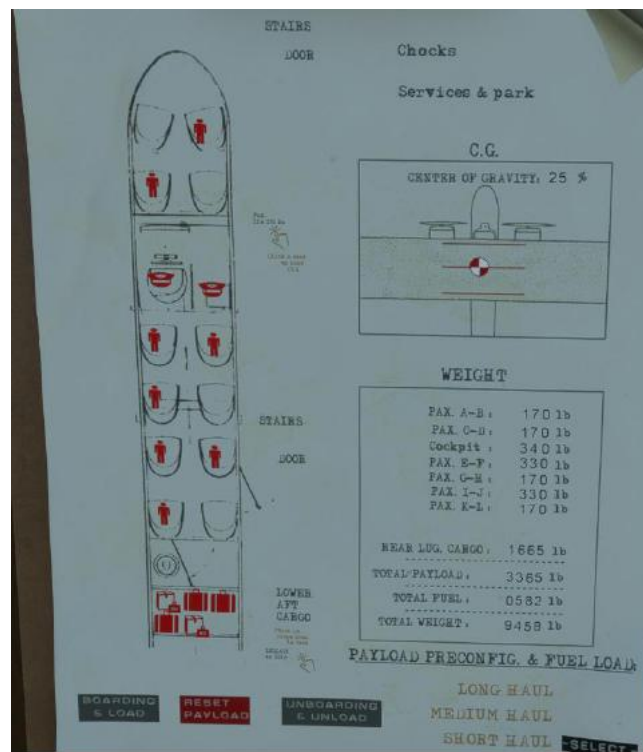 STAIRS
DOOR
Chocks
Services & park
C.G.
CENTER OF GRAVITY: 25 %
WEIGHT
PAX. A-B: 170 lb
PAX. C-D: 170 lb
Cockpit : 340 lb
PAX. E-F: 330 lb
PAX. G-H: 170 lb
PAX. I-J: 330 lb
PAX. K-L: 170 lb
STAIRS
DOOR
REAR LUG. CARGO: 1665 lb
TOTAL PAYLOAD: 3365 lb
TOTAL FUEL: 0582 lb
TOTAL WEIGHT: 9458 lb
LOWER
AFT
CARGO
PAYLOAD PRECONFIG. & FUEL LOAD:
LONG HAUL
MEDIUM HAUL
SHORT HAUL
SELECT
BOARDING
& LOAD
RESET
PAYLOAD
UNBOARDING
& UNLOAD